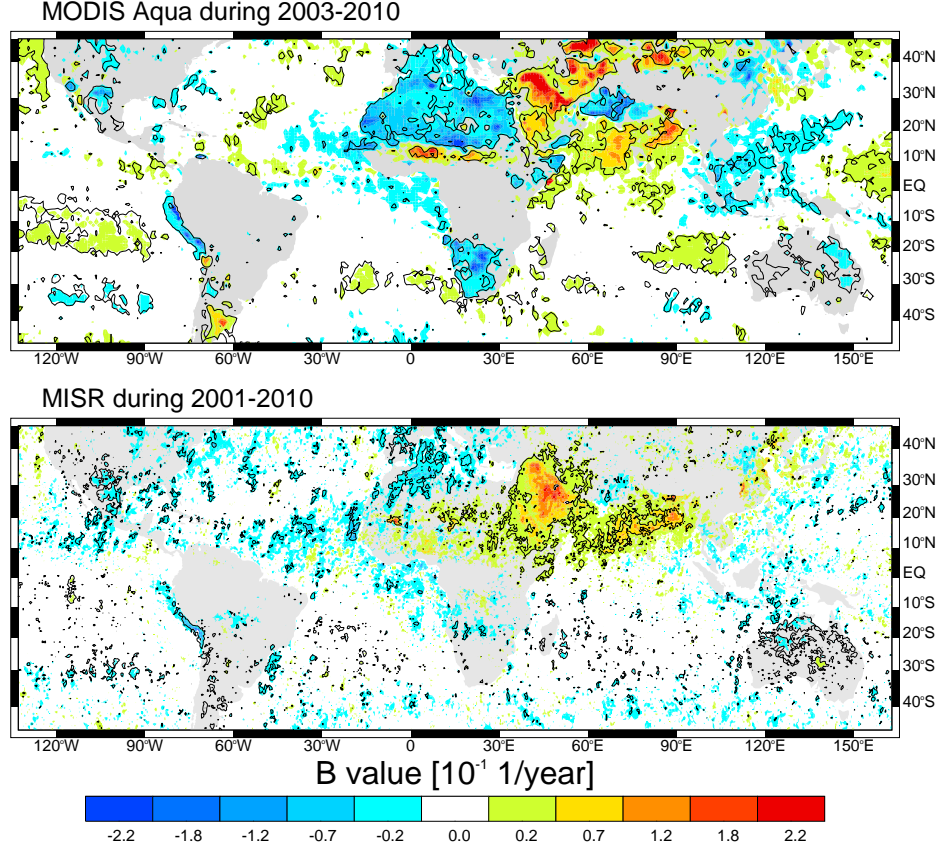 MODIS Aqua during 2003-2010
40°N
30°N
20°N
10°N
EQ
10°S
20°S
30°S
40°S
120°W 90°W 60°W 30°W 0 30°E 60°E 90°E 120°E 150°E
MISR during 2001-2010
40°N
30°N
20°N
10°N
EQ
10°S
20°S
30°S
40°S
120°W 90°W 60°W 30°W 0 30°E 60°E 90°E 120°E 150°E
B value [10⁻¹ 1/year]
-2.2 -1.8 -1.2 -0.7 -0.2 0.0 0.2 0.7 1.2 1.8 2.2